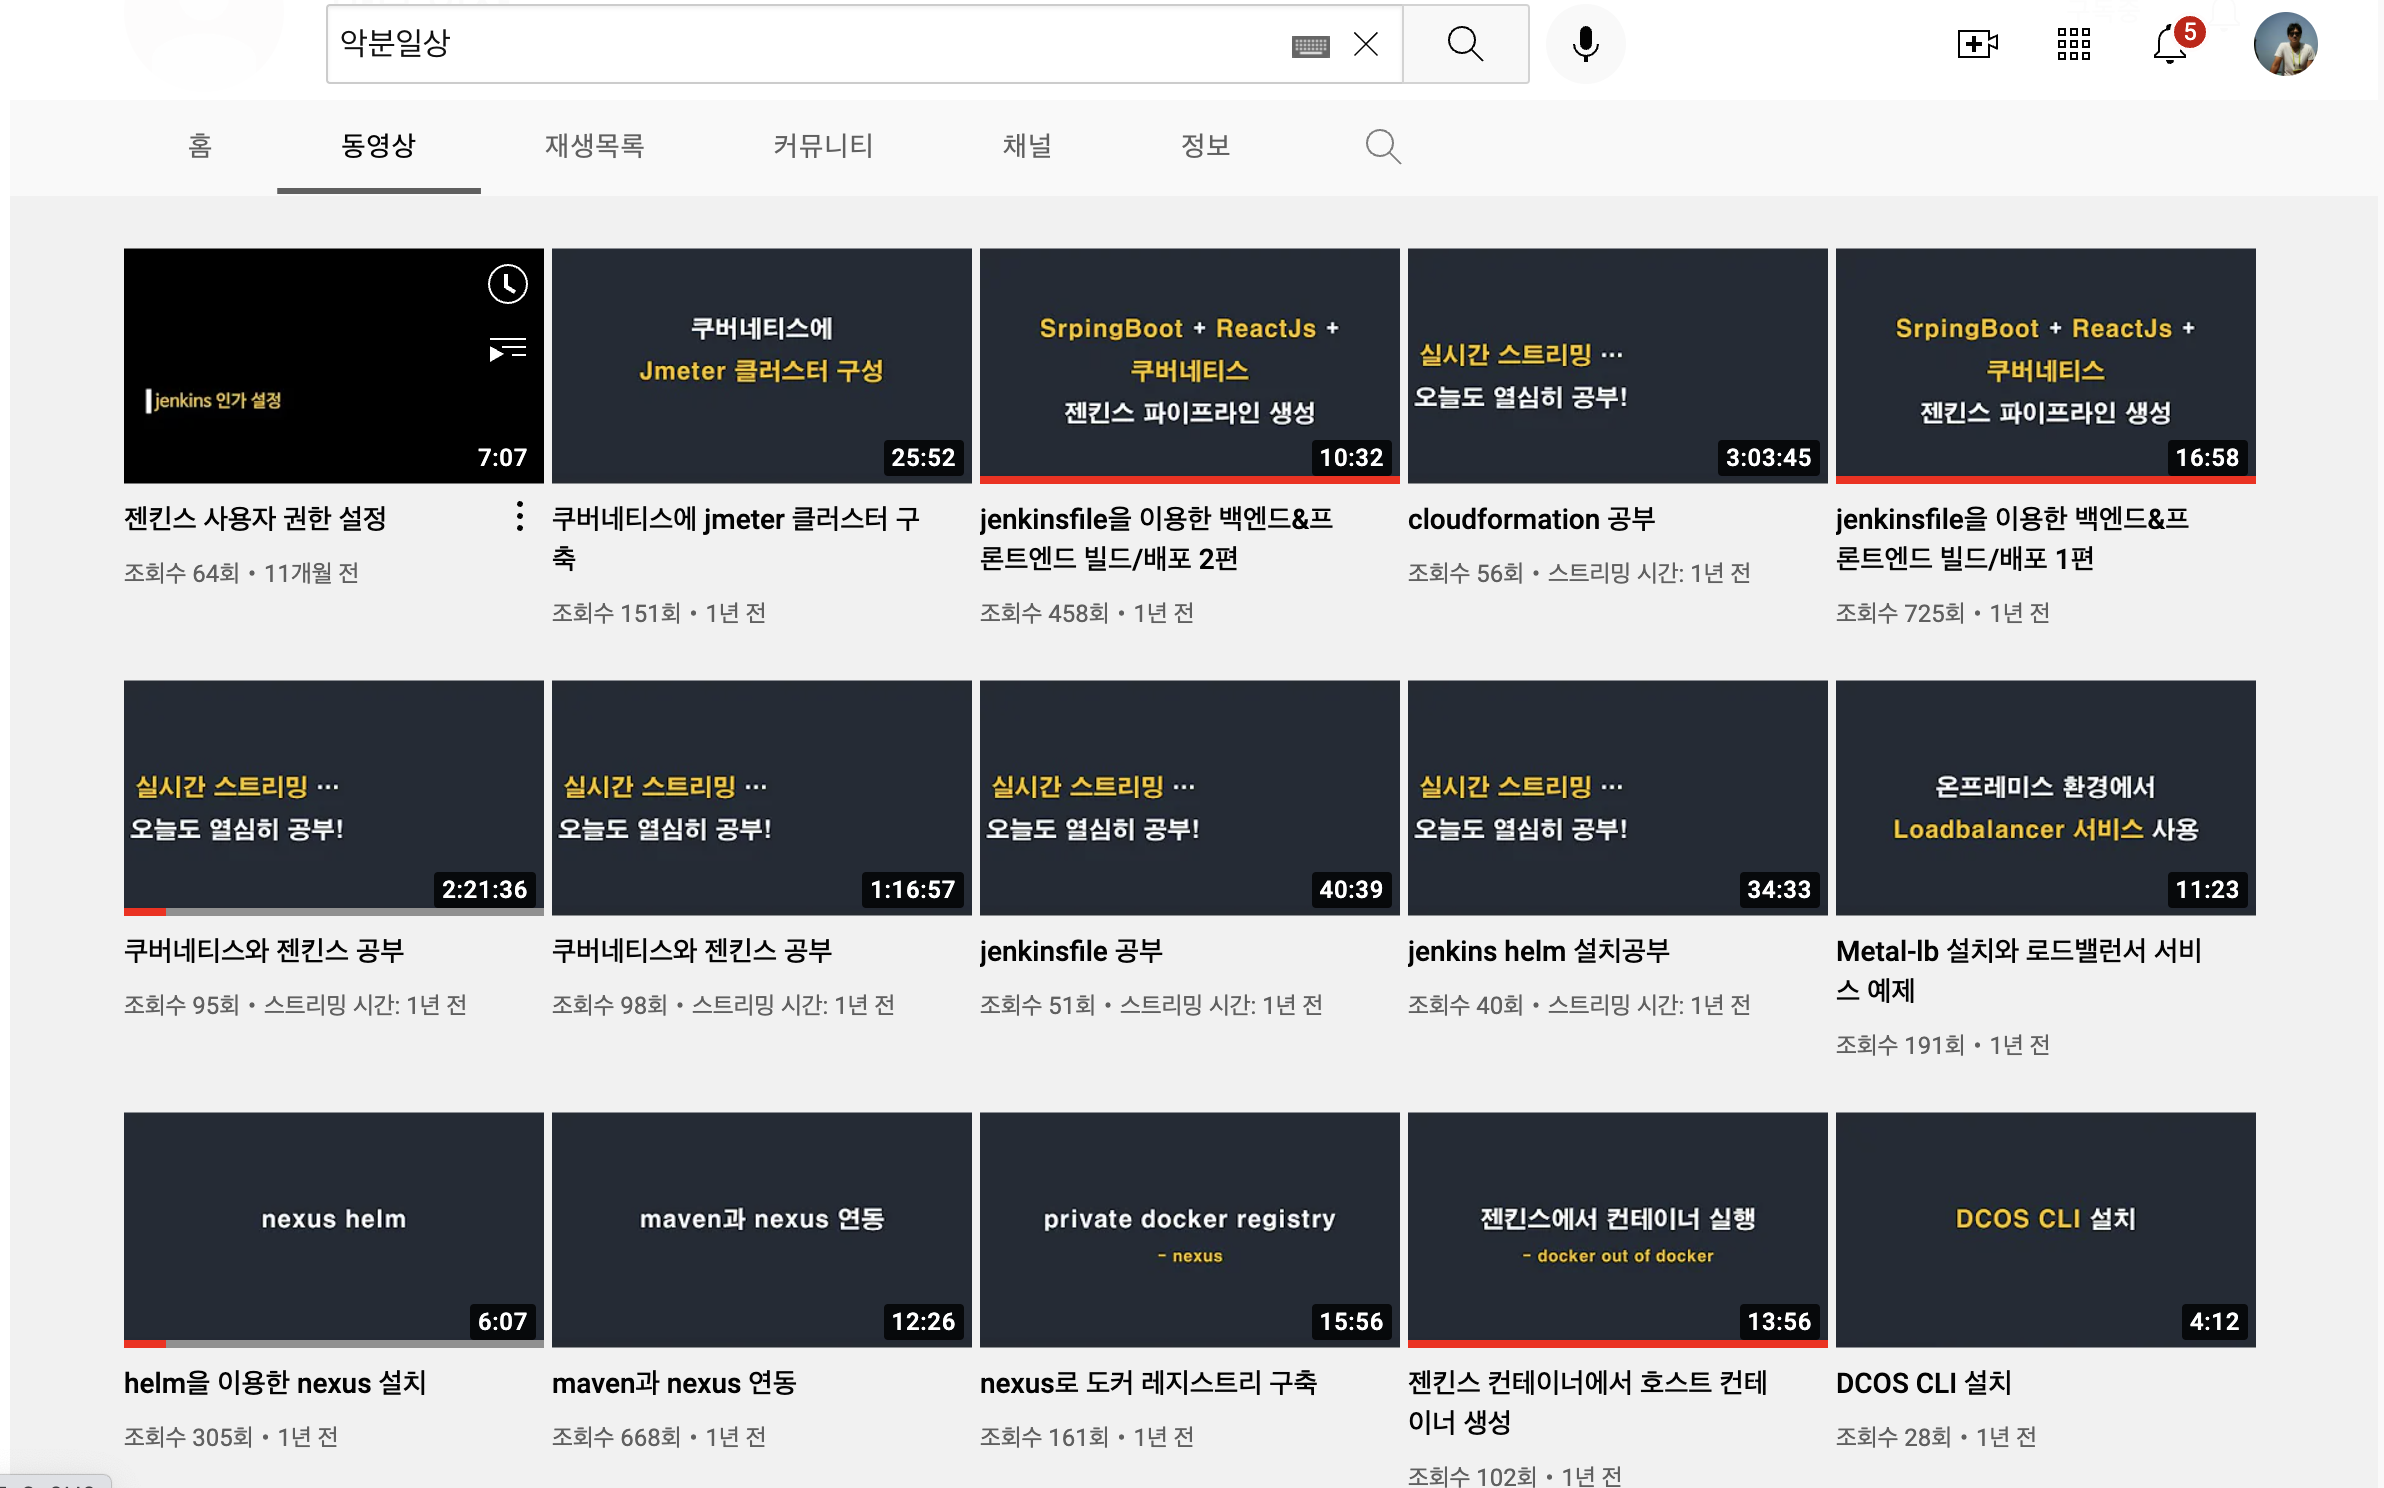 악분일상
5
홈
동영상
재생목록
커뮤니티
채널
정보
jenkins 인가 설정
7:07
젠킨스 사용자 권한 설정
조회수 64회 • 11개월 전
쿠버네티스에
Jmeter 클러스터 구성
25:52
쿠버네티스에 jmeter 클러스터 구
축
조회수 151회 • 1년 전
SrpingBoot + ReactJs +
쿠버네티스
젠킨스 파이프라인 생성
10:32
jenkinsfile을 이용한 백엔드&프
론트엔드 빌드/배포 2편
조회수 458회 • 1년 전
실시간 스트리밍 ···
오늘도 열심히 공부!
3:03:45
cloudformation 공부
조회수 56회 • 스트리밍 시간: 1년 전
SrpingBoot + ReactJs +
쿠버네티스
젠킨스 파이프라인 생성
16:58
jenkinsfile을 이용한 백엔드&프
론트엔드 빌드/배포 1편
조회수 725회 • 1년 전
실시간 스트리밍 ···
오늘도 열심히 공부!
2:21:36
쿠버네티스와 젠킨스 공부
조회수 95회 • 스트리밍 시간: 1년 전
실시간 스트리밍 ···
오늘도 열심히 공부!
1:16:57
쿠버네티스와 젠킨스 공부
조회수 98회 • 스트리밍 시간: 1년 전
실시간 스트리밍 ···
오늘도 열심히 공부!
40:39
jenkinsfile 공부
조회수 51회 • 스트리밍 시간: 1년 전
실시간 스트리밍 ···
오늘도 열심히 공부!
34:33
jenkins helm 설치공부
조회수 40회 • 스트리밍 시간: 1년 전
온프레미스 환경에서
Loadbalancer 서비스 사용
11:23
Metal-lb 설치와 로드밸런서 서비
스 예제
조회수 191회 • 1년 전
nexus helm
6:07
helm을 이용한 nexus 설치
조회수 305회 • 1년 전
maven과 nexus 연동
12:26
maven과 nexus 연동
조회수 668회 • 1년 전
private docker registry
- nexus
15:56
nexus로 도커 레지스트리 구축
조회수 161회 • 1년 전
젠킨스에서 컨테이너 실행
- docker out of docker
13:56
젠킨스 컨테이너에서 호스트 컨테
이너 생성
조회수 102회 • 1년 전
DCOS CLI 설치
4:12
DCOS CLI 설치
조회수 28회 • 1년 전